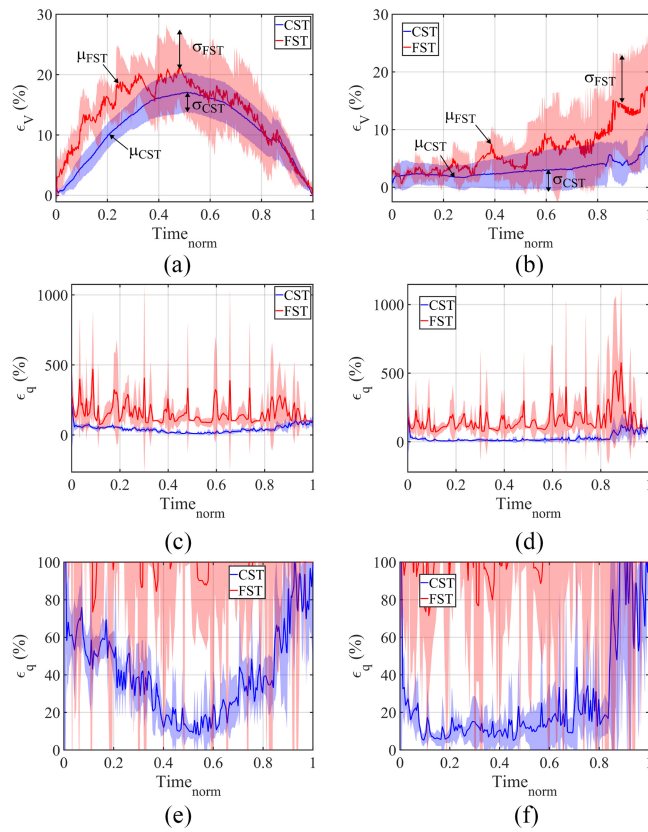 30
20
10
0
ϵV (%)
μFST
σFST
σCST
μCST
CST
FST
0 0.2 0.4 0.6 0.8 1
Timenorm
(a)
30
20
10
0
ϵV (%)
μCST
μFST
σFST
σCST
CST
FST
0 0.2 0.4 0.6 0.8 1
Timenorm
(b)
1000
500
0
ϵq (%)
CST
FST
0 0.2 0.4 0.6 0.8 1
Timenorm
(c)
1000
500
0
ϵq (%)
CST
FST
0 0.2 0.4 0.6 0.8 1
Timenorm
(d)
100
80
60
40
20
0
ϵq (%)
CST
FST
0 0.2 0.4 0.6 0.8 1
Timenorm
(e)
100
80
60
40
20
0
ϵq (%)
CST
FST
0 0.2 0.4 0.6 0.8 1
Timenorm
(f)